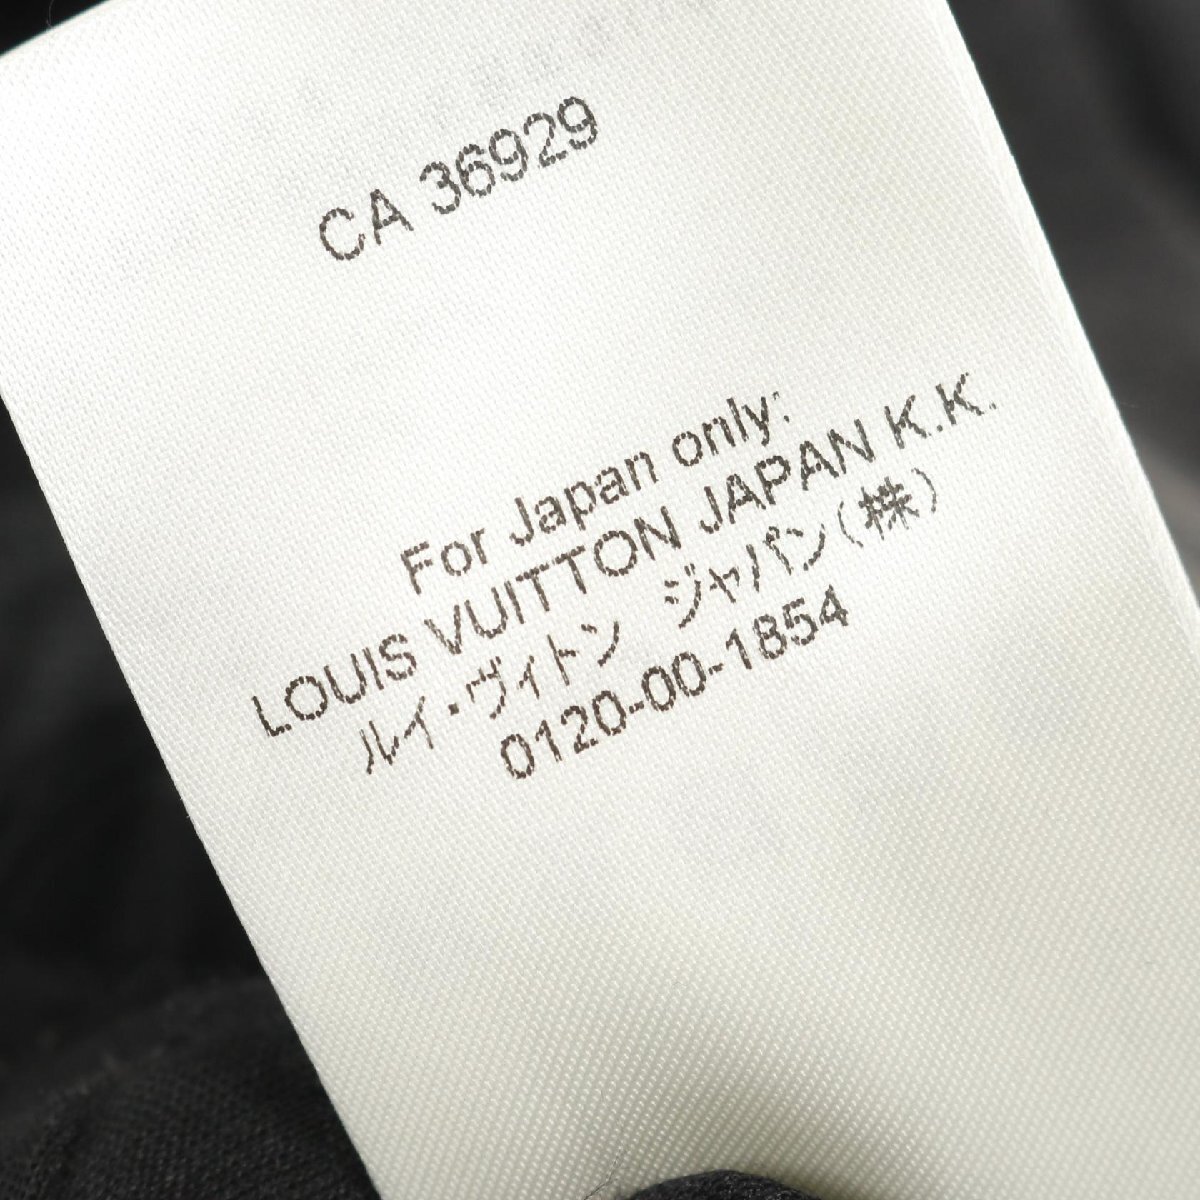 CA 36929
For Japan only:
LOUIS VUITTON JAPAN K.K.
ルイ・ヴィトン ジャパン(株)
0120-00-1854